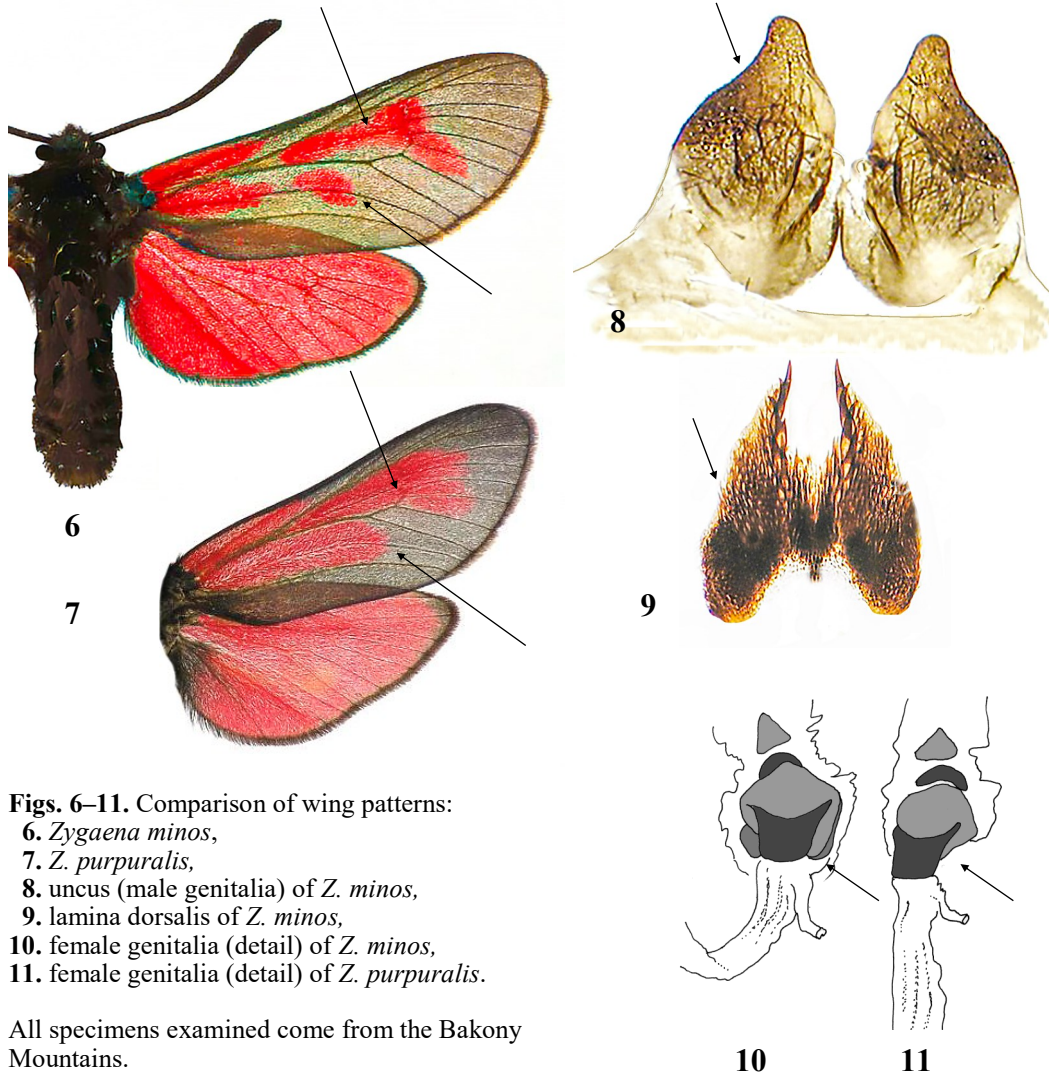 6
7
8
9
10
11
Figs. 6–11. Comparison of wing patterns:
6. Zygaena minos,
7. Z. purpuralis,
8. uncus (male genitalia) of Z. minos,
9. lamina dorsalis of Z. minos,
10. female genitalia (detail) of Z. minos,
11. female genitalia (detail) of Z. purpuralis.
All specimens examined come from the Bakony
Mountains.